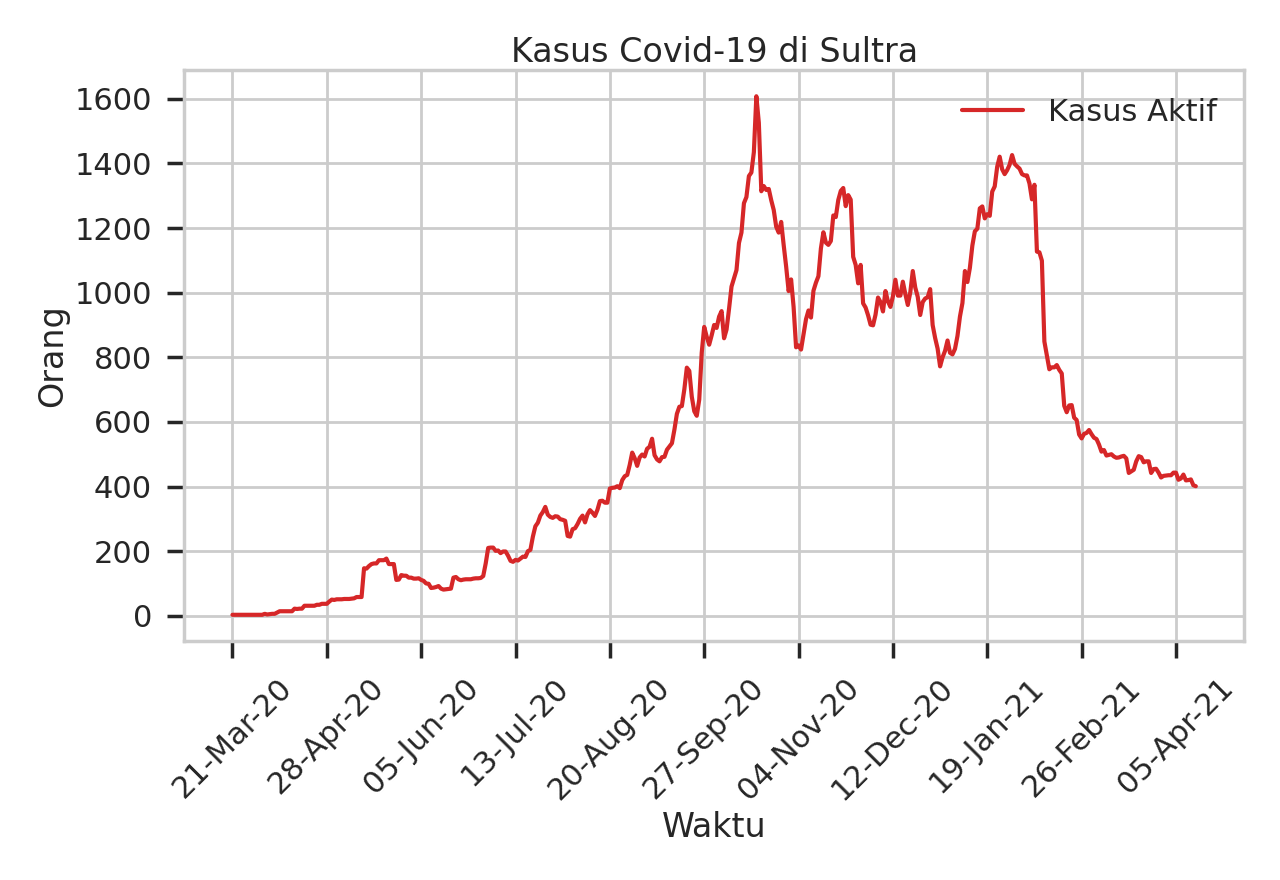 Kasus Covid-19 di Sultra
Kasus Aktif
1600
1400
1200
1000
800
600
400
200
0
Orang
21-Mar-20
28-Apr-20
05-Jun-20
13-Jul-20
20-Aug-20
27-Sep-20
04-Nov-20
12-Dec-20
19-Jan-21
26-Feb-21
05-Apr-21
Waktu